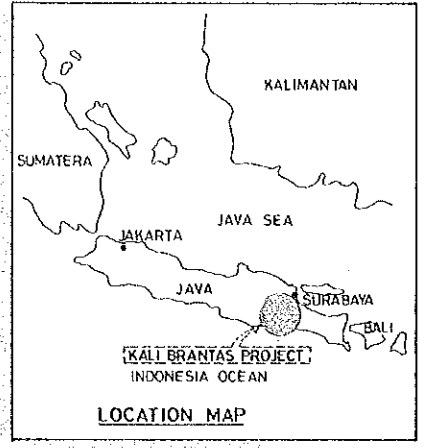 KALIMANTAN
SUMATERA
JAVA SEA
JAKARTA
JAVA
SURABAYA
BALI
KALI BRANTAS PROJECT
INDONESIA OCEAN
LOCATION MAP